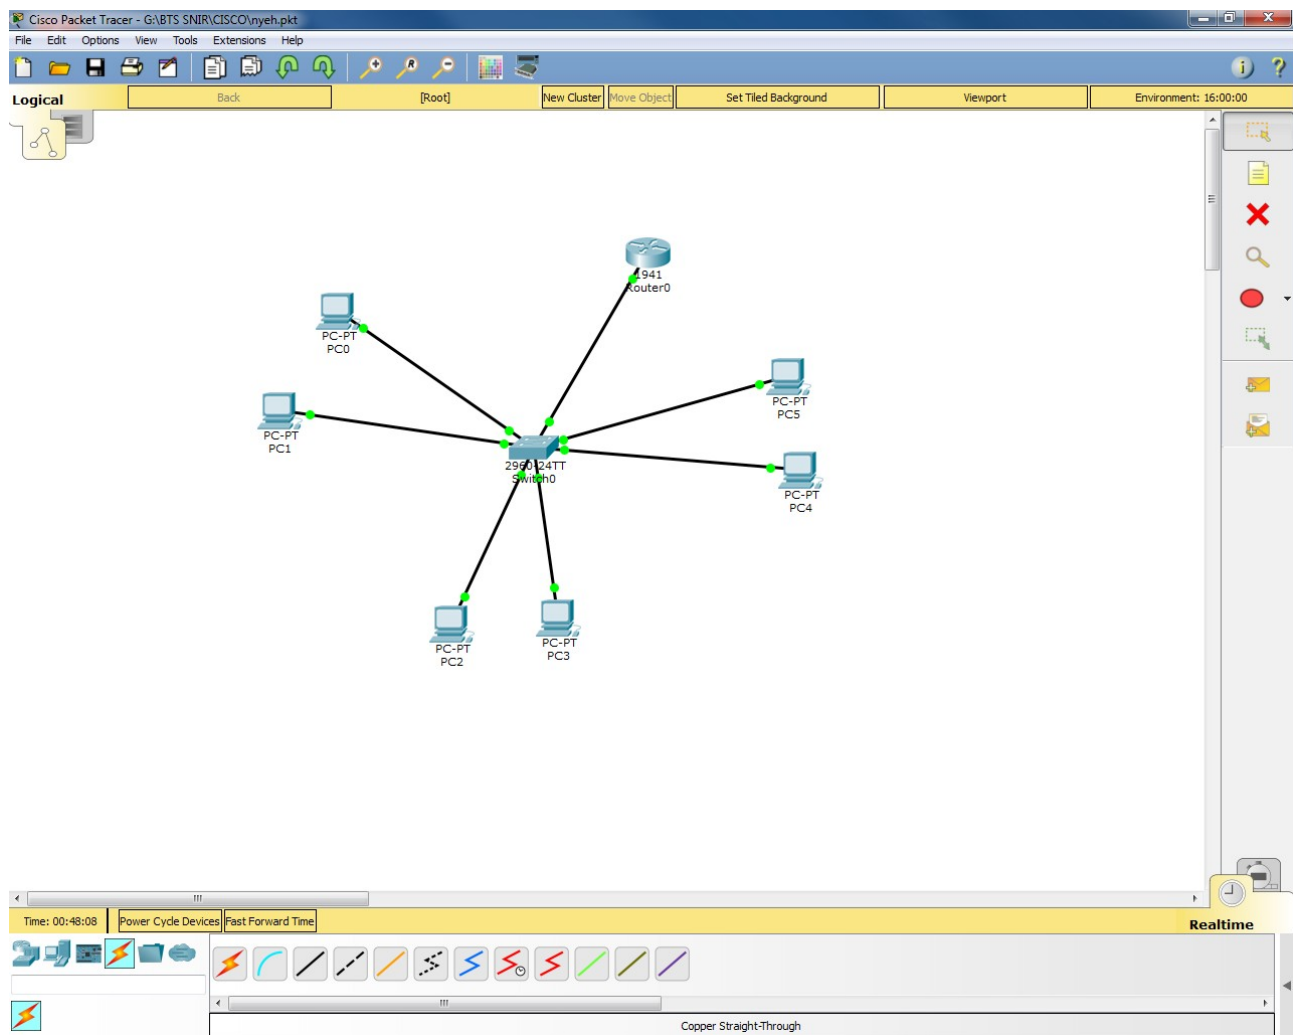 Cisco Packet Tracer - G:\BTS SNIR\CISCO\nyeh.pkt
File Edit Options View Tools Extensions Help
Logical Back [Root] New Cluster Move Object Set Tiled Background Viewport Environment: 16:00:00
1941
Router0
PC-PT
PC0
PC-PT
PC5
PC-PT
PC1
2960-24TT
Switch0
PC-PT
PC4
PC-PT
PC2
PC-PT
PC3
Time: 00:48:08 Power Cycle Devices Fast Forward Time Realtime
Copper Straight-Through